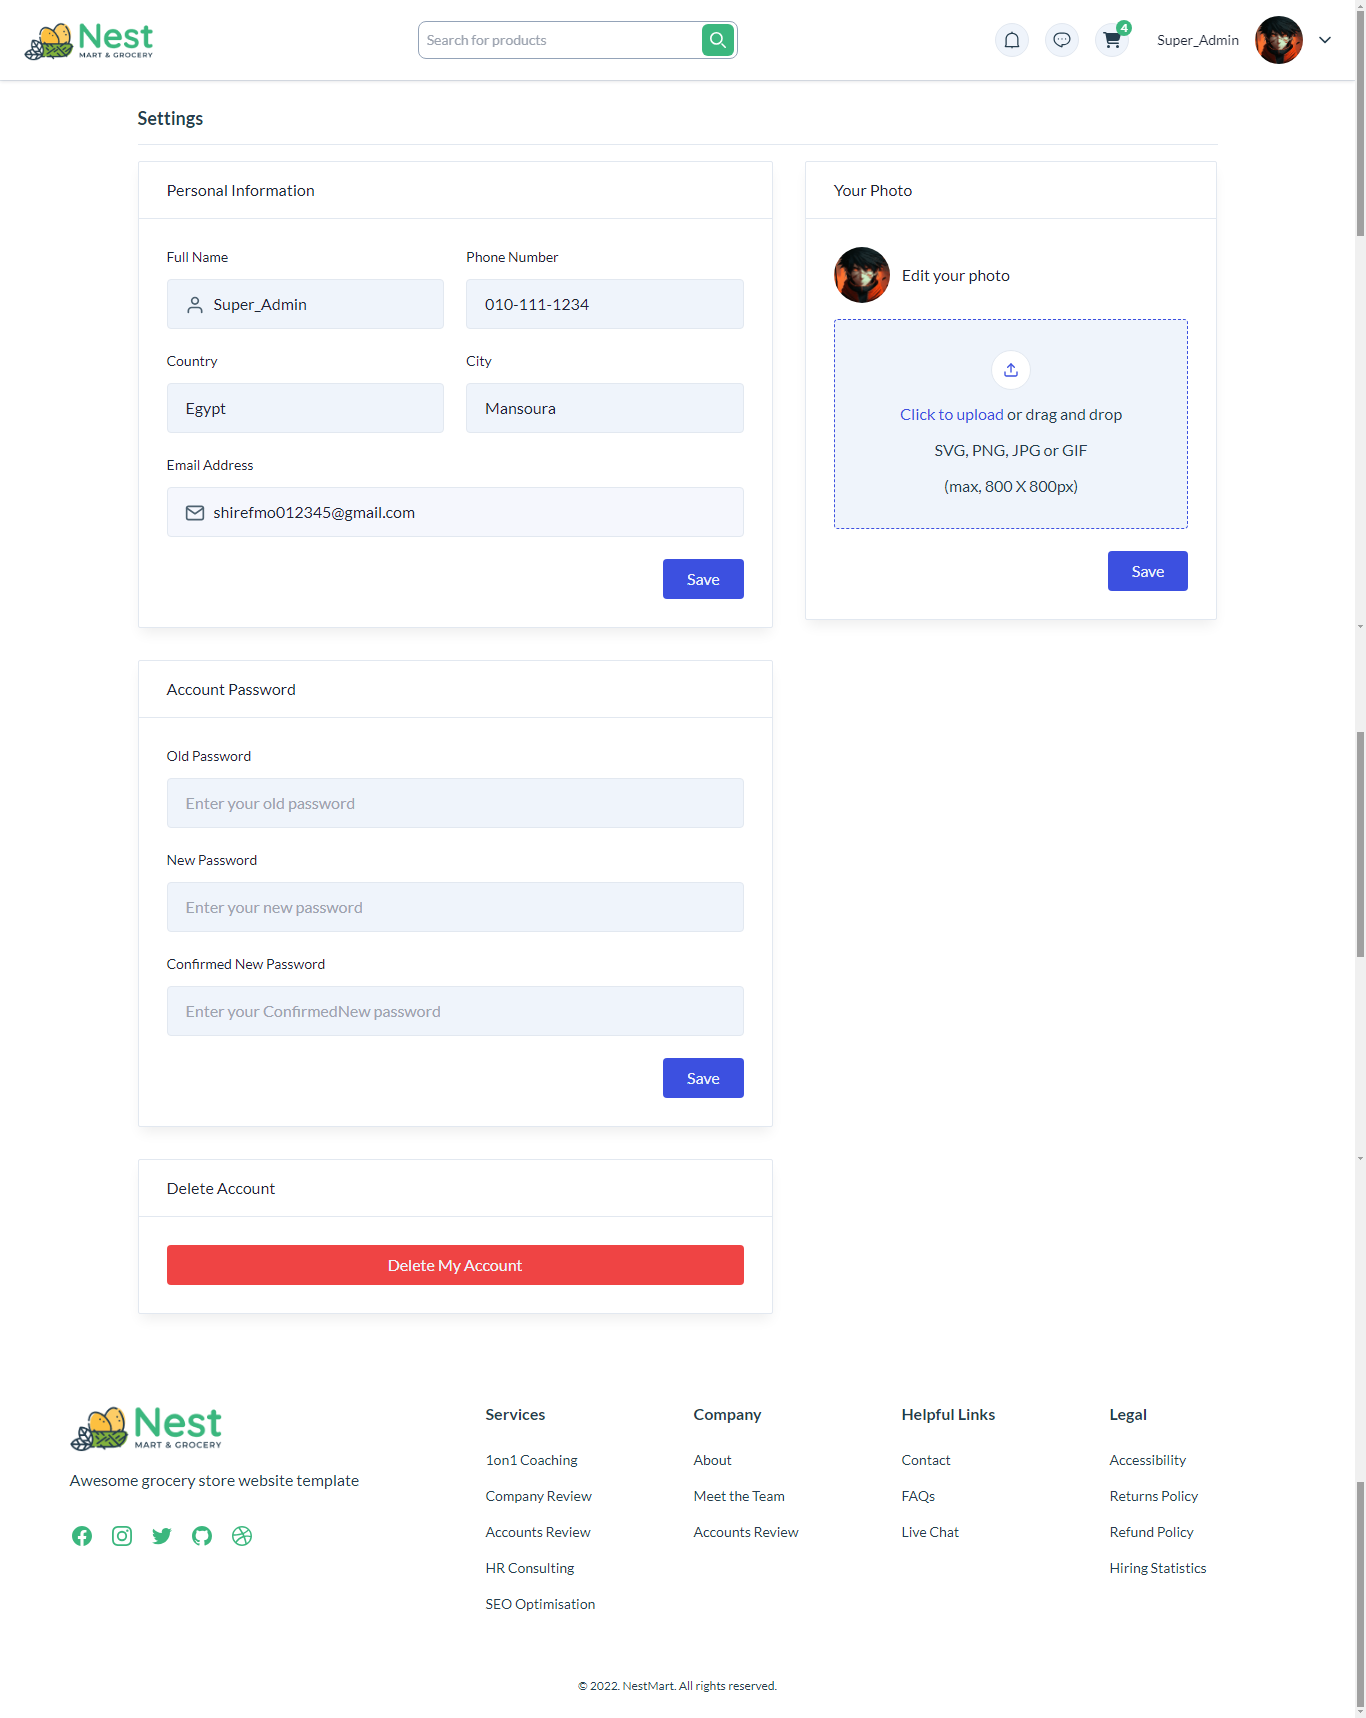 Nest
MART & GROCERY
Search for products
4
Super_Admin
Settings
Personal Information
Full Name
Phone Number
Super_Admin
010-111-1234
Country
City
Egypt
Mansoura
Email Address
shirefmo012345@gmail.com
Save
Your Photo
Edit your photo
Click to upload or drag and drop
SVG, PNG, JPG or GIF
(max, 800 X 800px)
Save
Account Password
Old Password
Enter your old password
New Password
Enter your new password
Confirmed New Password
Enter your ConfirmedNew password
Save
Delete Account
Delete My Account
Nest
MART & GROCERY
Awesome grocery store website template
Services
1on1 Coaching
Company Review
Accounts Review
HR Consulting
SEO Optimisation
Company
About
Meet the Team
Accounts Review
Helpful Links
Contact
FAQs
Live Chat
Legal
Accessibility
Returns Policy
Refund Policy
Hiring Statistics
© 2022. NestMart. All rights reserved.